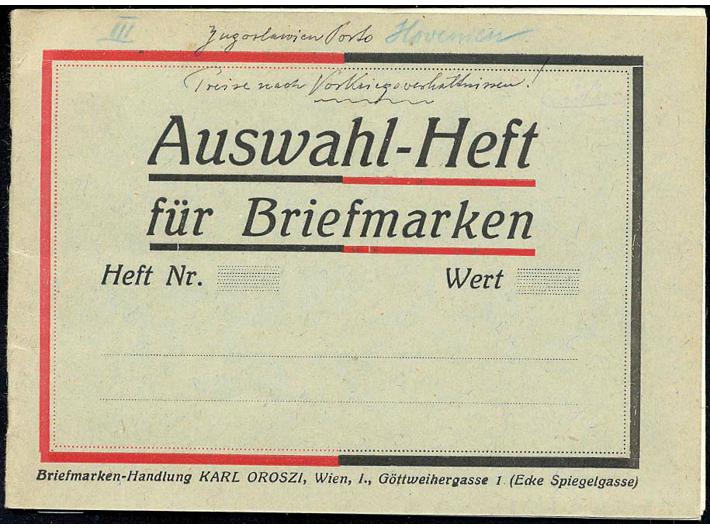 III Jugoslawien Porto Slovenien
Preise nach Vorkriegsverhältnissen!
Auswahl-Heft
für Briefmarken
Heft Nr. Wert
Briefmarken-Handlung KARL OROSZI, Wien, I., Göttweihergasse 1 (Ecke Spiegelgasse)